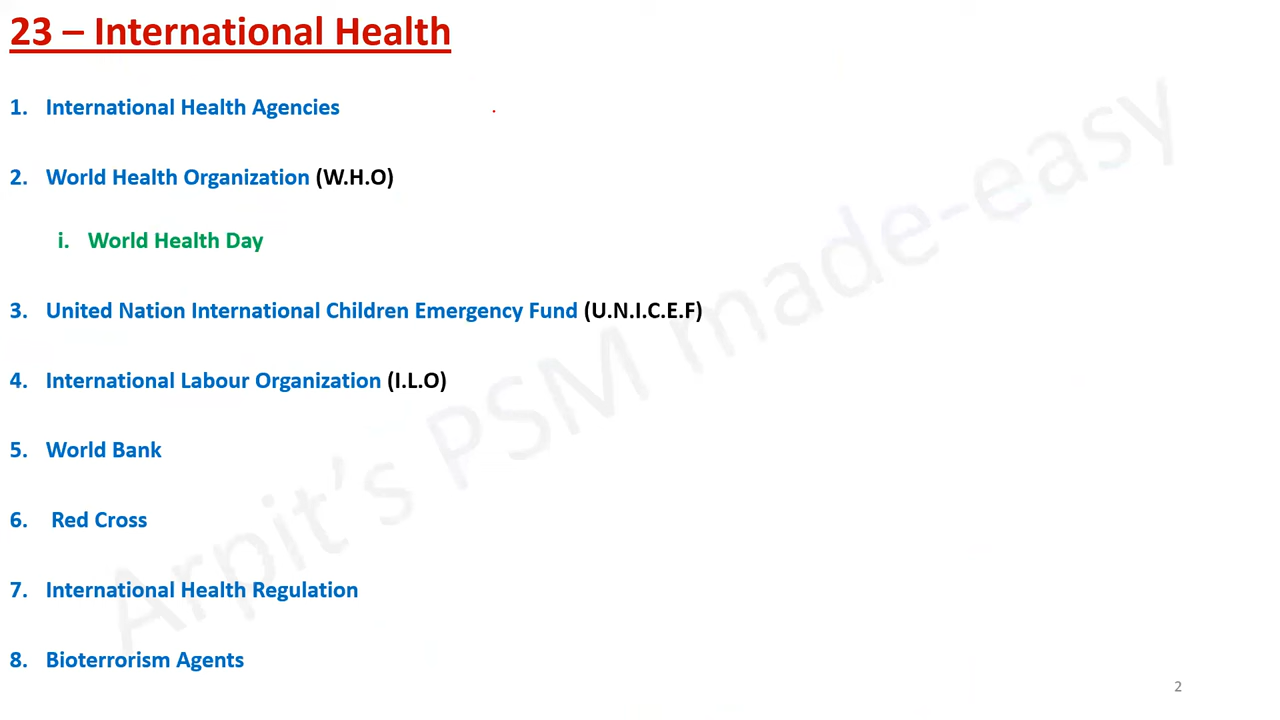 23 – International Health
1. International Health Agencies
2. World Health Organization (W.H.O)
i. World Health Day
3. United Nation International Children Emergency Fund (U.N.I.C.E.F)
4. International Labour Organization (I.L.O)
5. World Bank
6. Red Cross
7. International Health Regulation
8. Bioterrorism Agents
Arpit's PSM made-easy
2